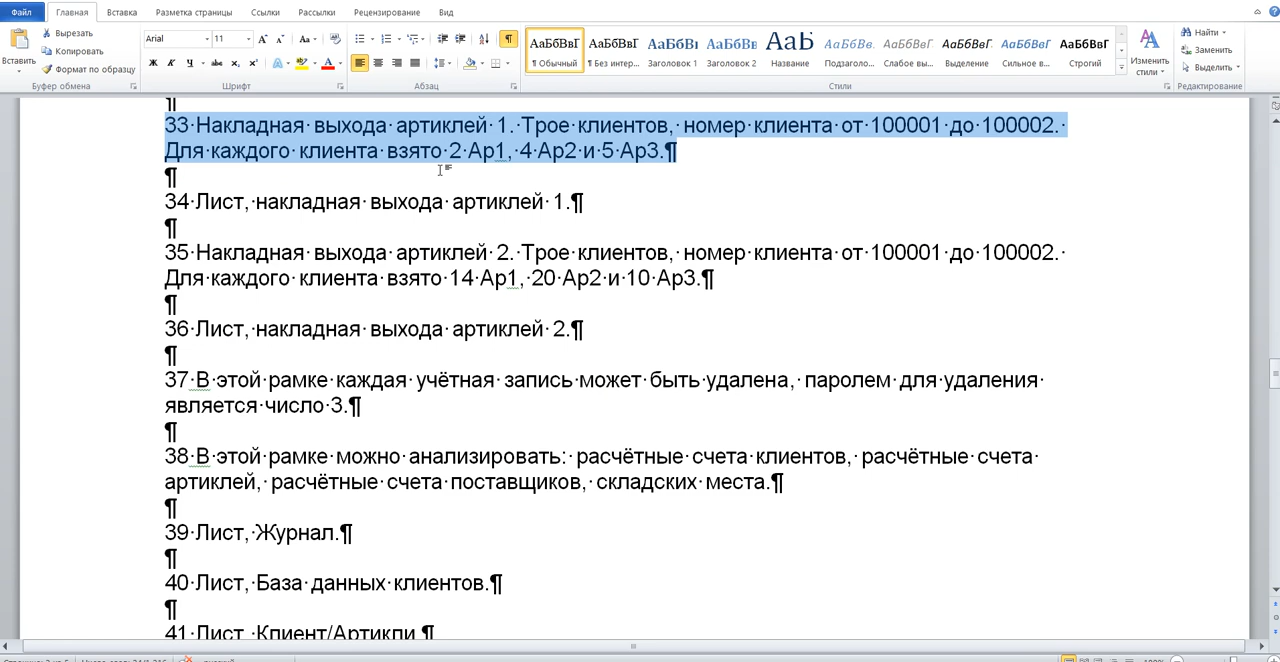 Файл Главная Вставка Разметка страницы Ссылки Рассылки Рецензирование Вид
Вставить
Вырезать
Копировать
Формат по образцу
Буфер обмена
Arial 11
Шрифт
Абзац
АаБбВвГ АаБбВвГ АаБбВı АаБбВв АаБ АаБбВв. АаБбВвГ АаБбВвГ АаБбВвГ АаБбВвГ
¶ Обычный ¶ Без интер... Заголовок 1 Заголовок 2 Название Подзаголо... Слабое вы... Выделение Сильное в... Строгий
Стили
Изменить стили
Найти
Заменить
Выделить
Редактирование
¶
33·Накладная·выхода·артиклей·1.·Трое·клиентов,·номер·клиента·от·100001·до·100002.·
Для·каждого·клиента·взято·2·Ар1,·4·Ар2·и·5·Ар3.¶
¶
34·Лист,·накладная·выхода·артиклей·1.¶
¶
35·Накладная·выхода·артиклей·2.·Трое·клиентов,·номер·клиента·от·100001·до·100002.·
Для·каждого·клиента·взято·14·Ар1,·20·Ар2·и·10·Ар3.¶
¶
36·Лист,·накладная·выхода·артиклей·2.¶
¶
37·В·этой·рамке·каждая·учётная·запись·может·быть·удалена,·паролем·для·удаления·
является·число·3.¶
¶
38·В·этой·рамке·можно·анализировать:·расчётные·счета·клиентов,·расчётные·счета·
артиклей,·расчётные·счета·поставщиков,·складских·места.¶
¶
39·Лист,·Журнал.¶
¶
40·Лист,·База·данных·клиентов.¶
¶
41·Лист,·Клиент/Артикли.¶